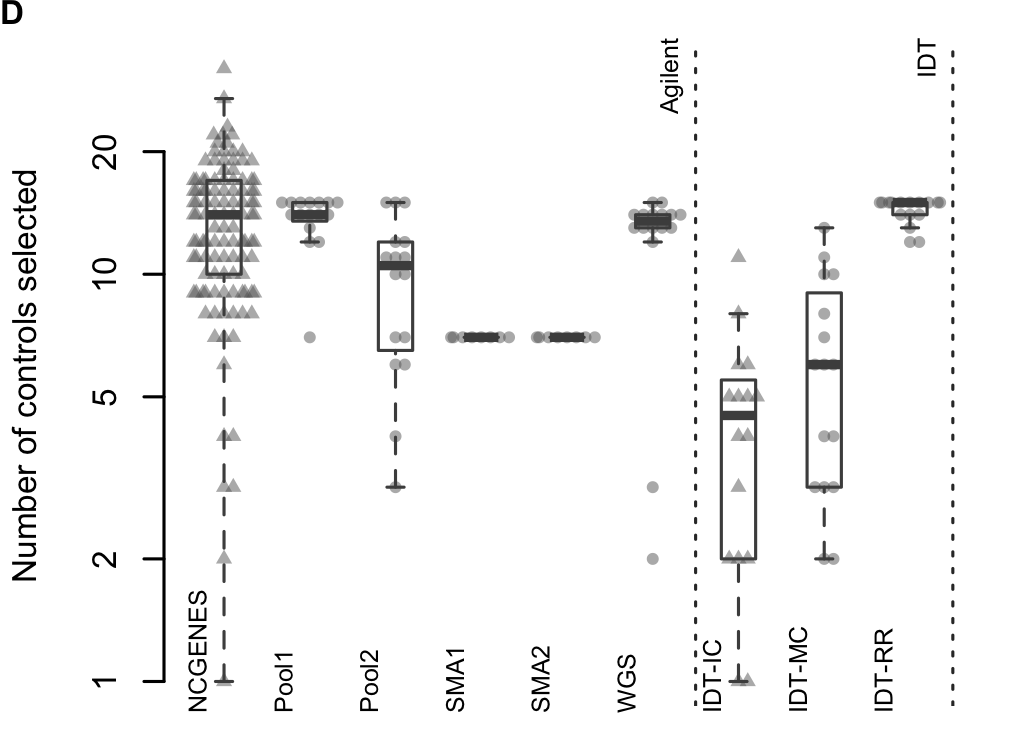 D
Number of controls selected
20
10
5
2
1
NCGENES
Pool1
Pool2
SMA1
SMA2
WGS
Agilent
IDT-IC
IDT-MC
IDT-RR
IDT